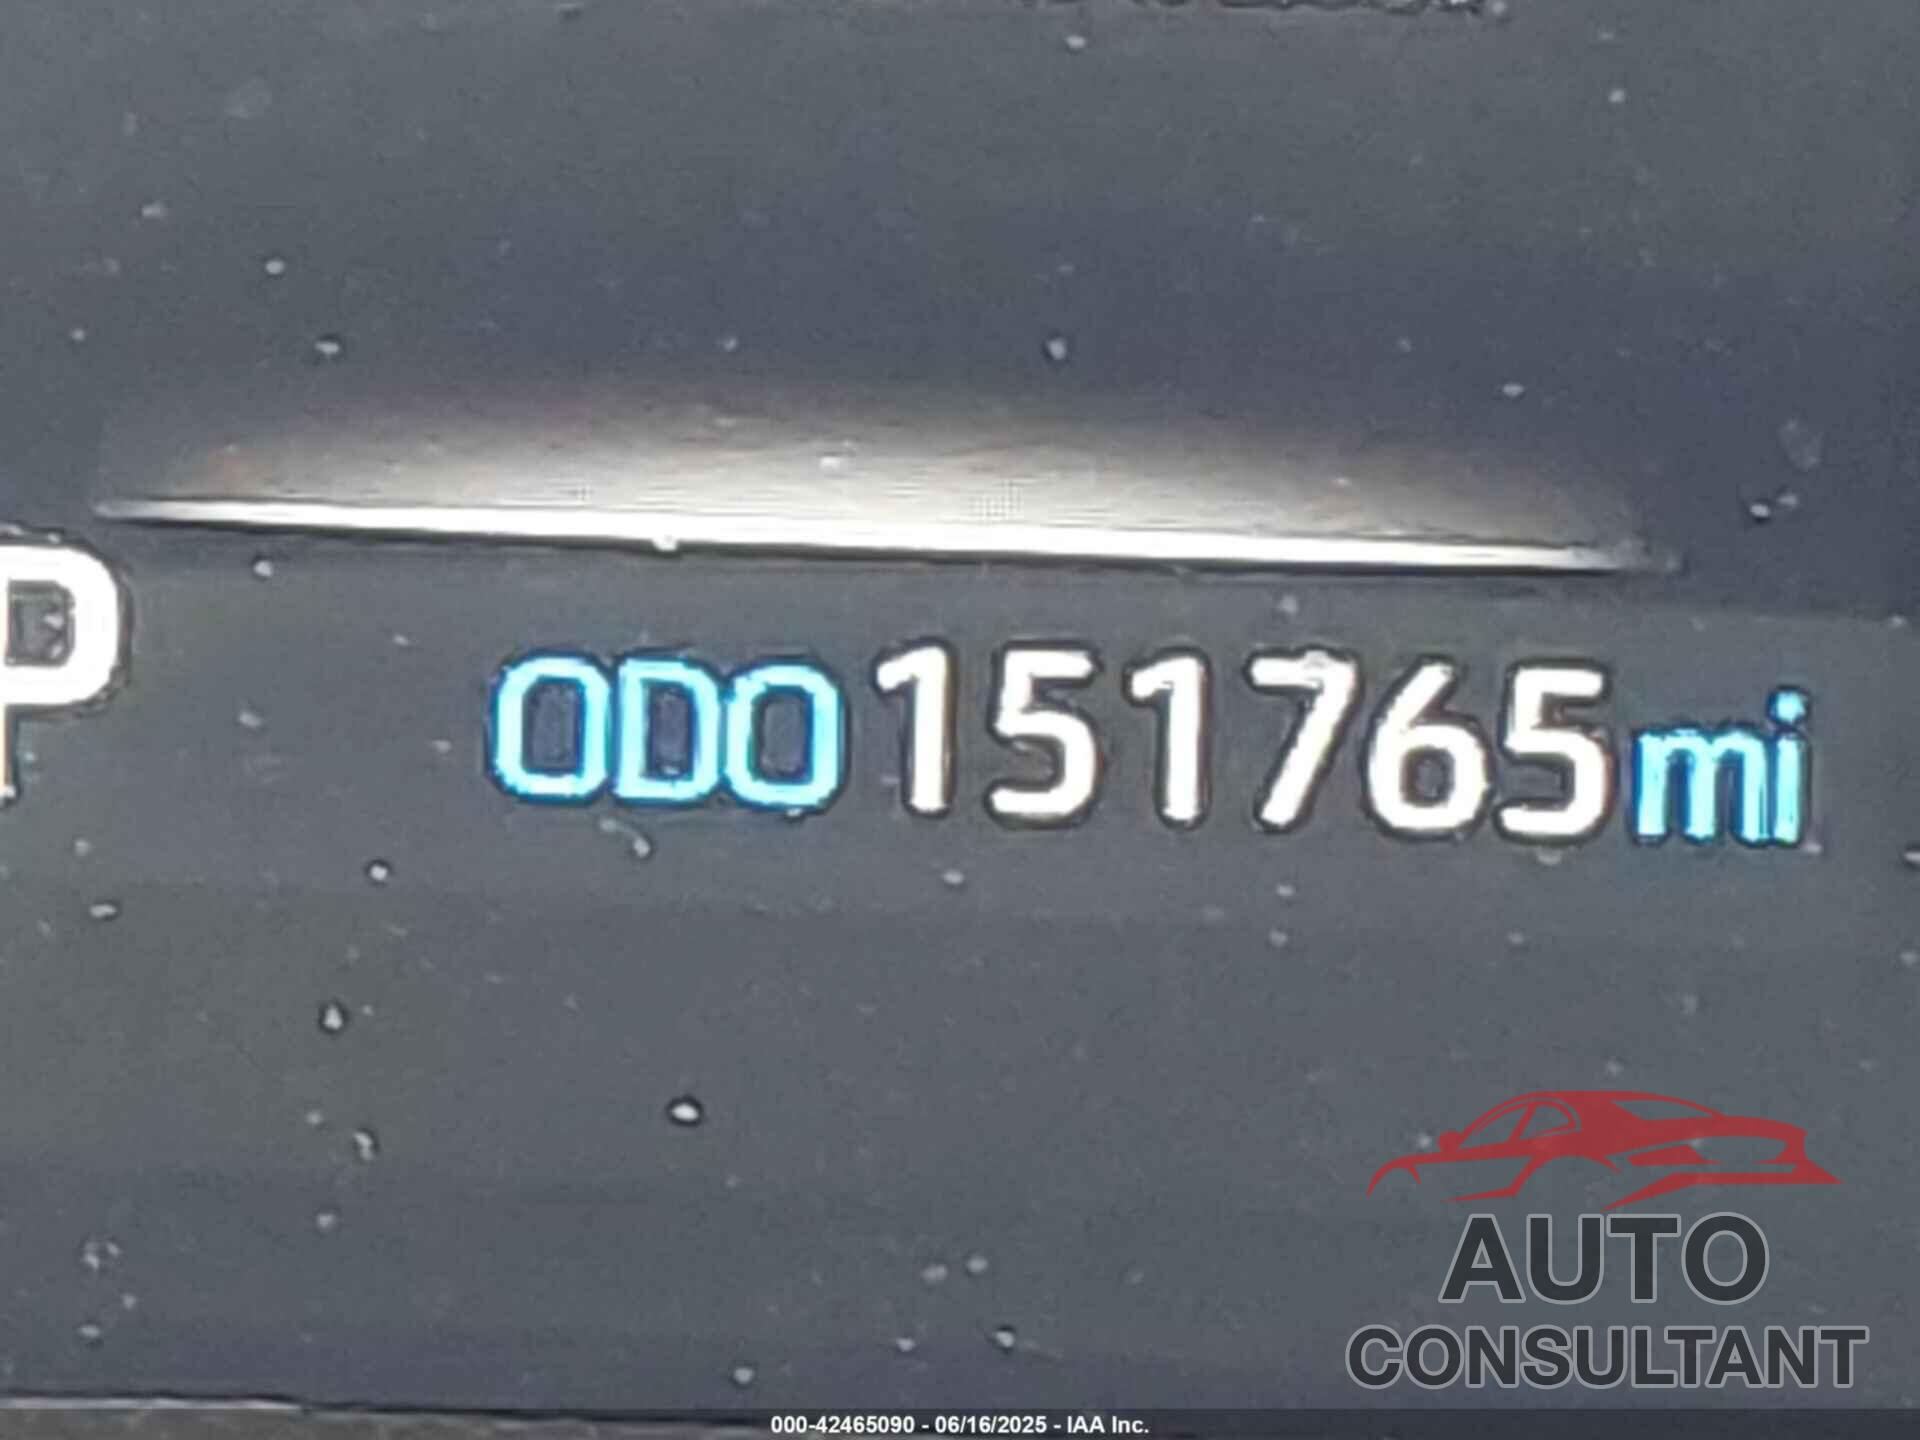 P
ODO 151765 mi
AUTO
CONSULTANT
000-42465090 - 06/16/2025 - IAA Inc.